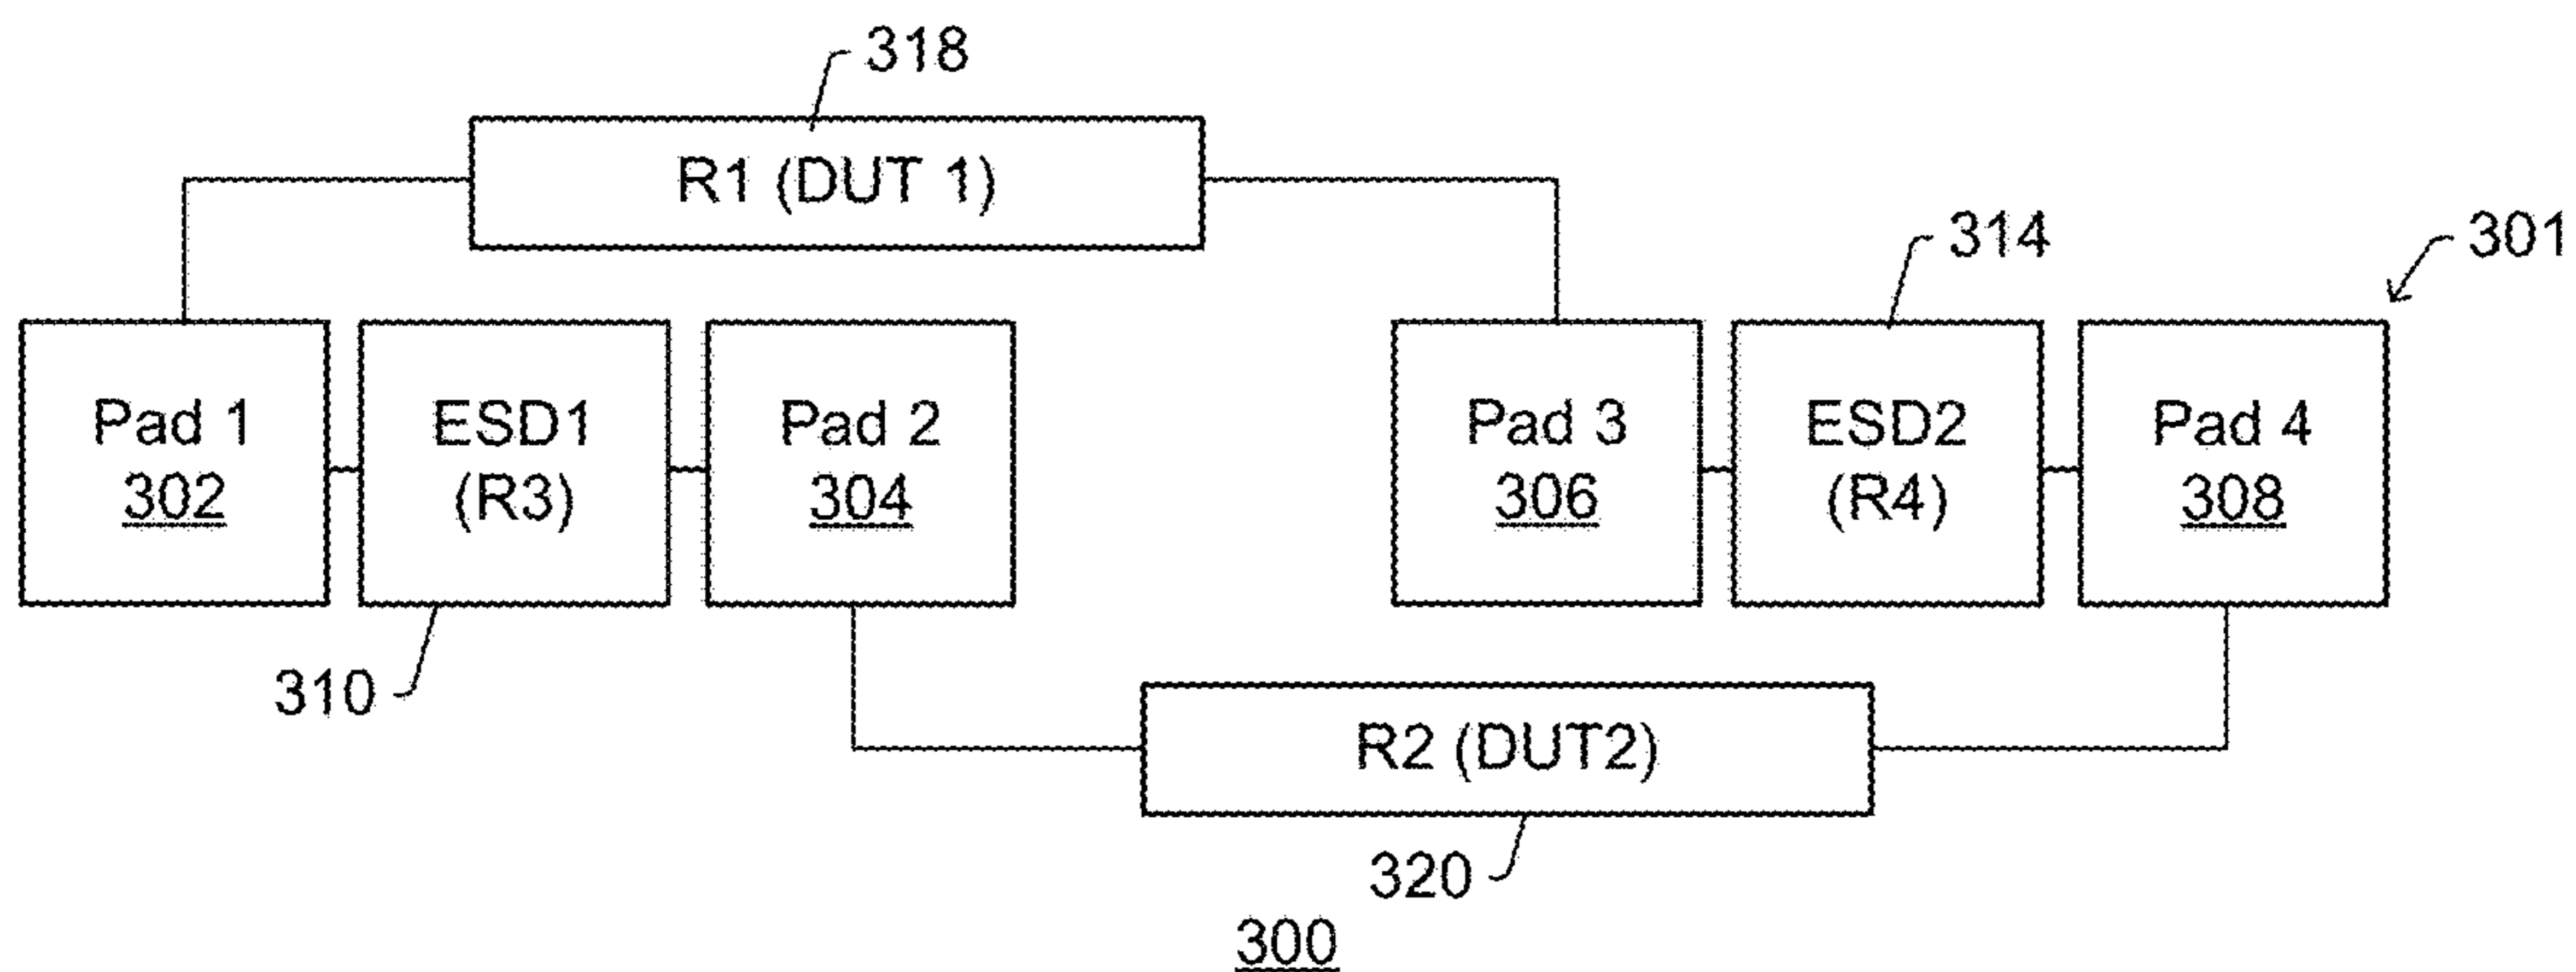 318
R1 (DUT 1)
314
301
Pad 1
302
ESD1
(R3)
Pad 2
304
Pad 3
306
ESD2
(R4)
Pad 4
308
310
R2 (DUT2)
320
300